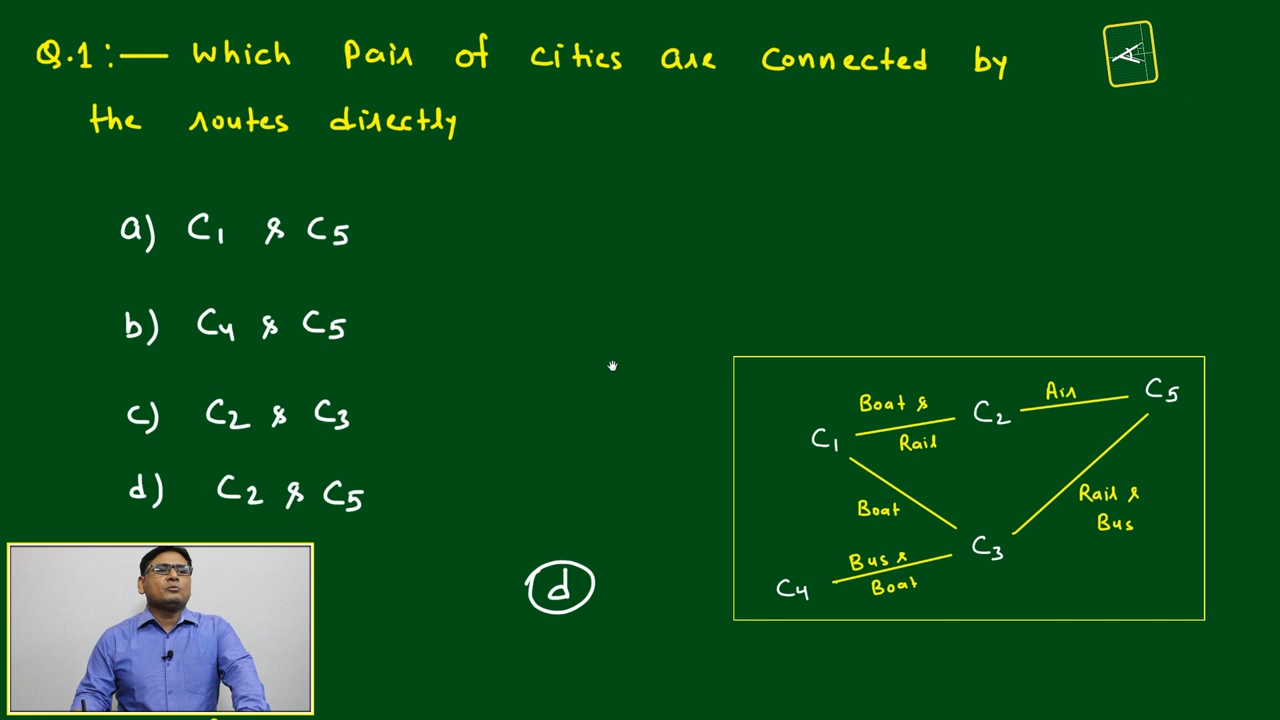 Q.1:— Which Pair of cities are connected by
the routes directly
a) C1 & C5
b) C4 & C5
c) C2 & C3
d) C2 & C5
d
Boat &
Rail
Air
C1
C2
C5
Boat
Rail &
Bus
C3
Bus &
Boat
C4